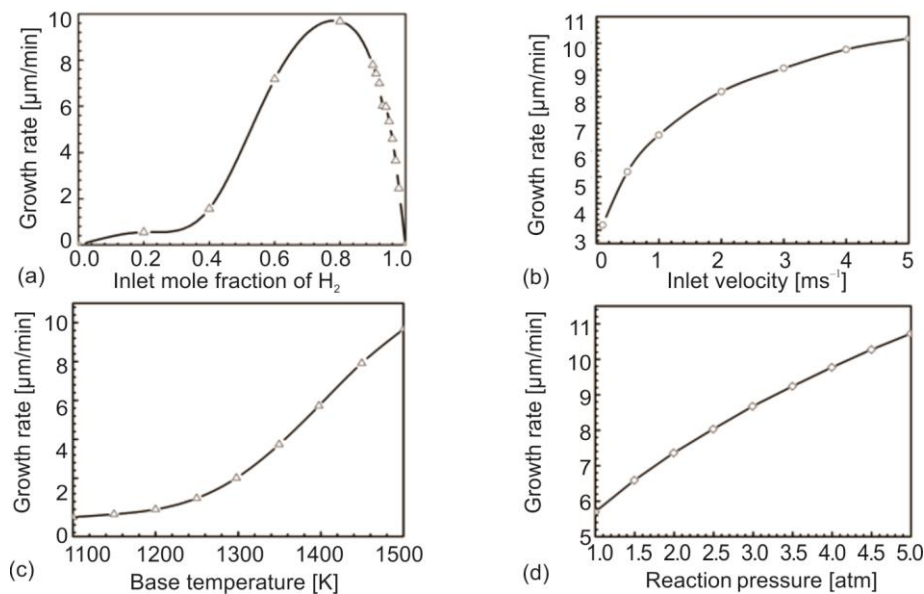 Growth rate [µm/min]
10
8
6
4
2
0
0.0 0.2 0.4 0.6 0.8 1.0
(a) Inlet mole fraction of H₂
Growth rate [µm/min]
11
10
9
8
7
6
5
4
3
0 1 2 3 4 5
(b) Inlet velocity [ms⁻¹]
Growth rate [µm/min]
10
8
6
4
2
0
1100 1200 1300 1400 1500
(c) Base temperature [K]
Growth rate [µm/min]
11
10
9
8
7
6
5
1.0 1.5 2.0 2.5 3.0 3.5 4.0 4.5 5.0
(d) Reaction pressure [atm]